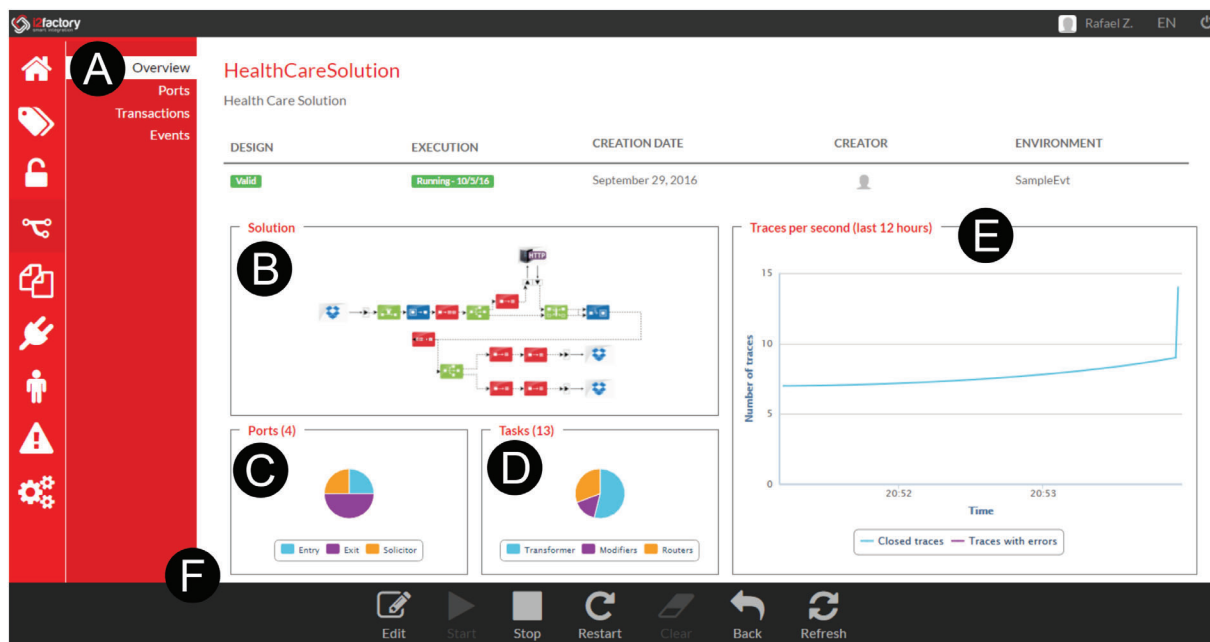 i2factory
smart integration
Rafael Z. EN
A
Overview
Ports
Transactions
Events
HealthCareSolution
Health Care Solution
DESIGN EXECUTION CREATION DATE CREATOR ENVIRONMENT
Valid Running - 10/5/16 September 29, 2016 SampleEvt
Solution
B
HTTP
Ports (4)
C
Entry Exit Solicitor
Tasks (13)
D
Transformer Modifiers Routers
Traces per second (last 12 hours)
E
Number of traces
15
10
5
0
20:52 20:53
Time
Closed traces Traces with errors
F
Edit Start Stop Restart Clear Back Refresh